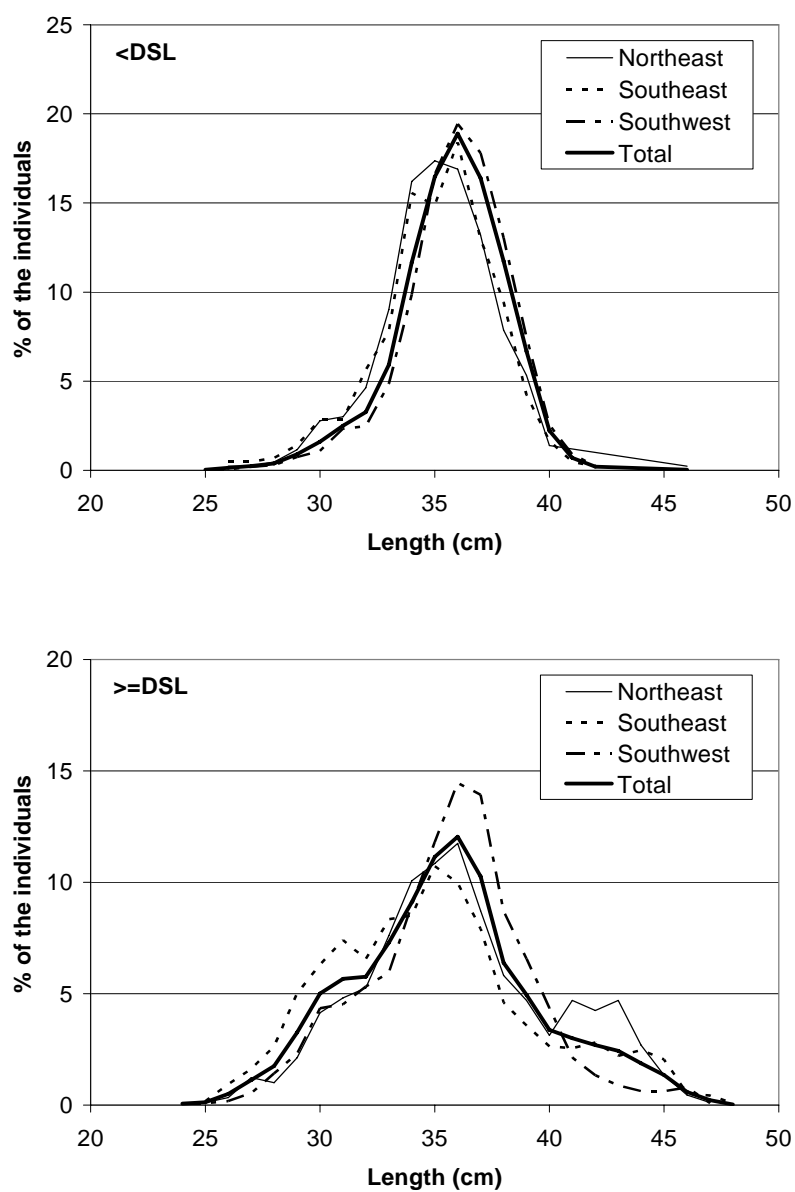 25
<DSL
Northeast
Southeast
Southwest
Total
20
15
10
5
0
% of the individuals
20 25 30 35 40 45 50
Length (cm)
20
>=DSL
Northeast
Southeast
Southwest
Total
15
10
5
0
% of the individuals
20 25 30 35 40 45 50
Length (cm)